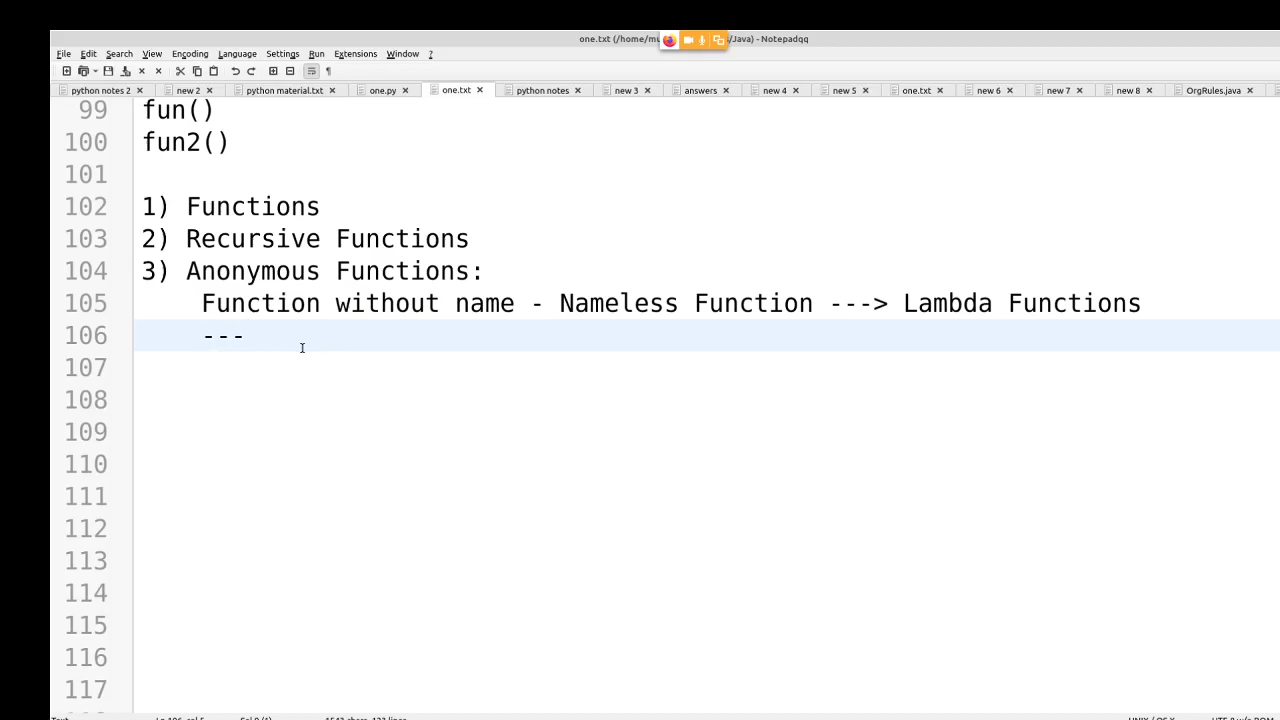 one.txt (/home/mu /Java) - Notepadqq
File Edit Search View Encoding Language Settings Run Extensions Window ?
python notes 2 new 2 python material.txt one.py one.txt python notes new 3 answers new 4 new 5 one.txt new 6 new 7 new 8 OrgRules.java
99 fun()
100 fun2()
101
102 1) Functions
103 2) Recursive Functions
104 3) Anonymous Functions:
105 Function without name - Nameless Function ---> Lambda Functions
106 ---
107
108
109
110
111
112
113
114
115
116
117